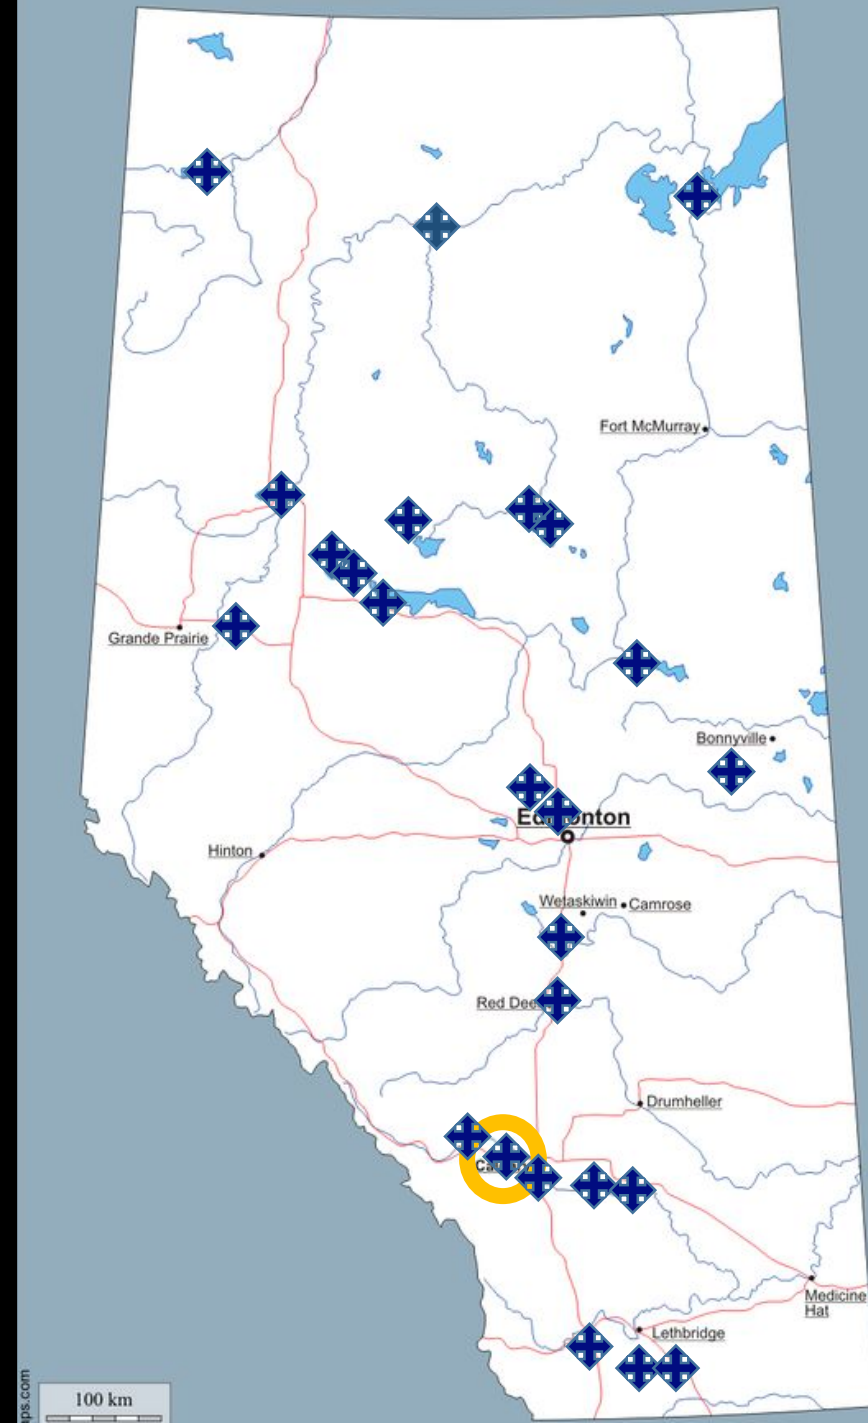 Fort McMurray
Grande Prairie
Bonnyville
Hinton
Wetaskiwin
Camrose
Drumheller
Medicine
Hat
Lethbridge
100 km